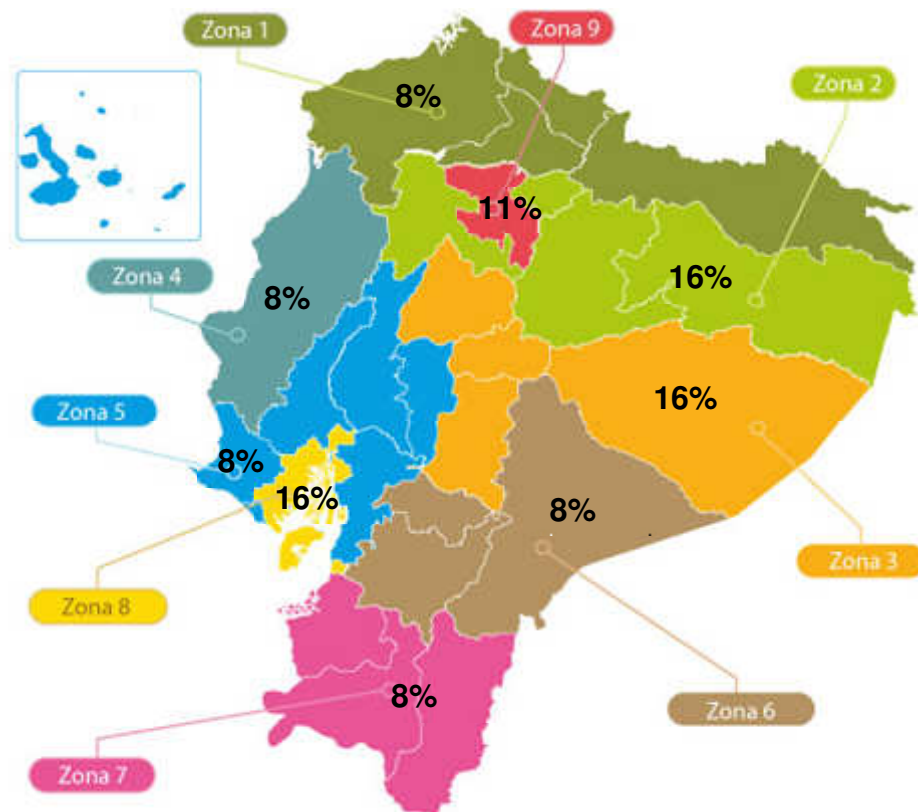 Zona 1
Zona 9
8%
Zona 2
11%
Zona 4
16%
8%
16%
Zona 5
8%
16%
8%
Zona 3
Zona 8
8%
Zona 6
Zona 7